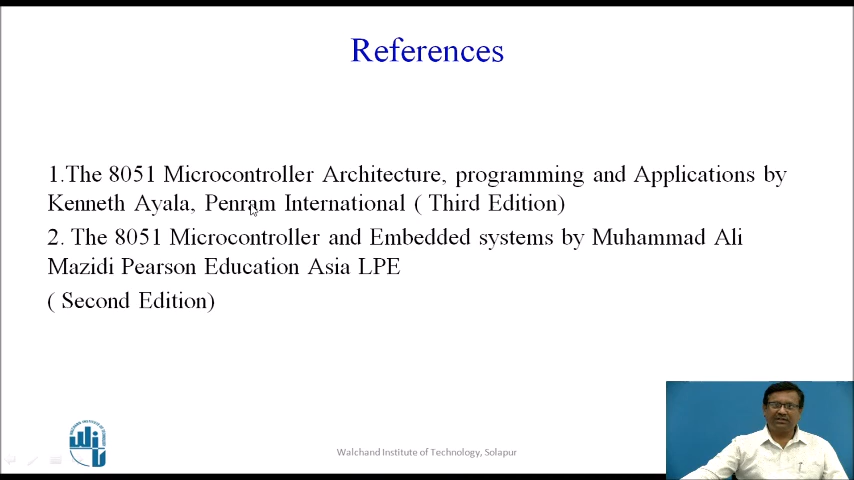 References
1.The 8051 Microcontroller Architecture, programming and Applications by
Kenneth Ayala, Penram International ( Third Edition)
2. The 8051 Microcontroller and Embedded systems by Muhammad Ali
Mazidi Pearson Education Asia LPE
( Second Edition)
Walchand Institute of Technology, Solapur